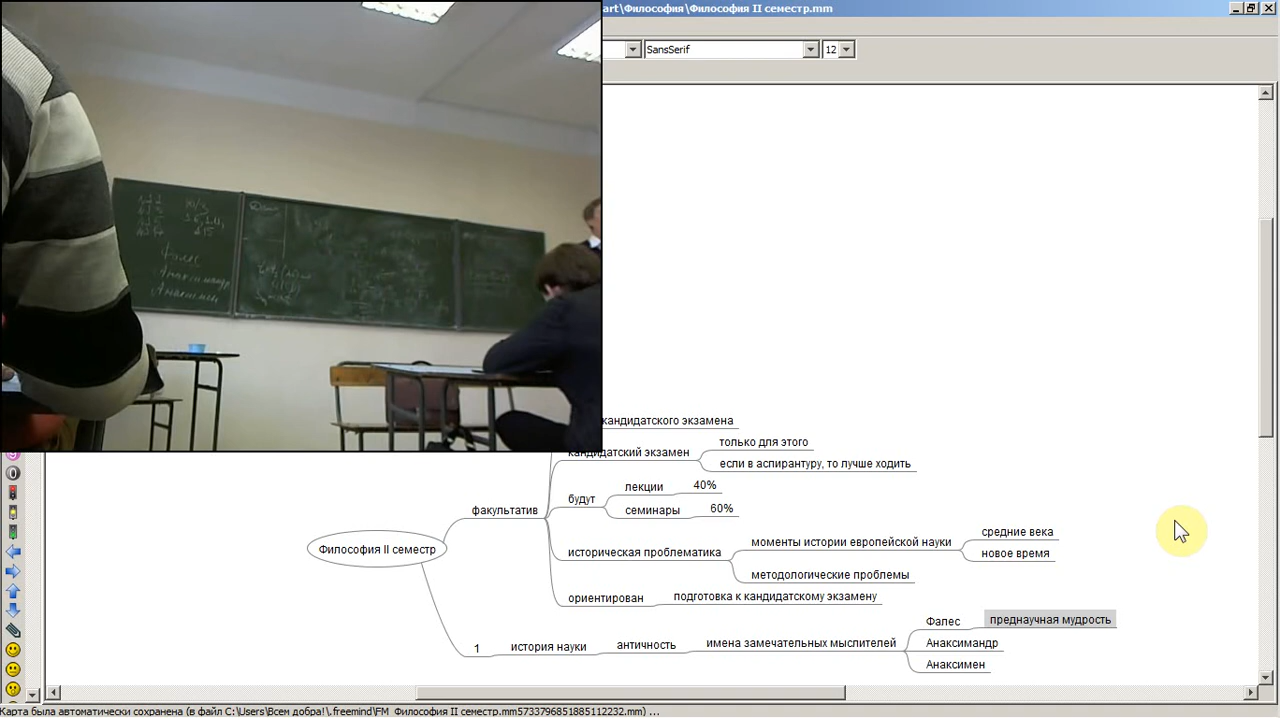 art\Философия\Философия II семестр.mm
SansSerif
12
Фалес
Анаксимандр
Анаксимен
кандидатского экзамена
только для этого
кандидатский экзамен
если в аспирантуру, то лучше ходить
лекции
40%
будут
семинары
60%
факультатив
средние века
моменты истории европейской науки
Философия II семестр
историческая проблематика
новое время
методологические проблемы
ориентирован
подготовка к кандидатскому экзамену
Фалес
преднаучная мудрость
1
история науки
античность
имена замечательных мыслителей
Анаксимандр
Анаксимен
Карта была автоматически сохранена (в файл C:\Users\Всем добра!\.freemind\FM_Философия II семестр.mm5733796851885112232.mm) ...